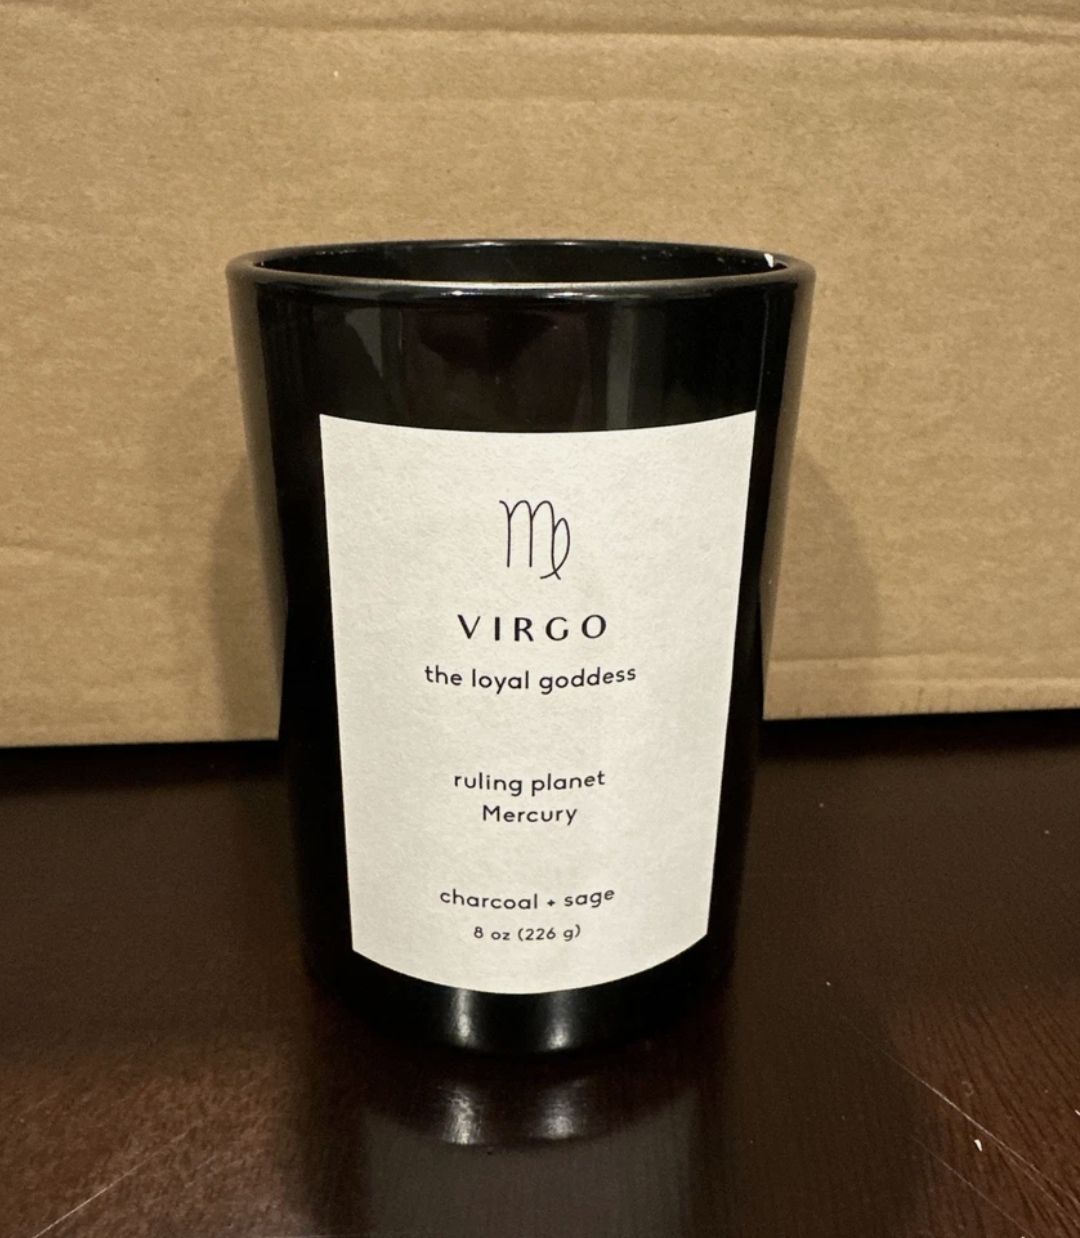 VIRGO
the loyal goddess
ruling planet
Mercury
charcoal + sage
8 oz (226 g)